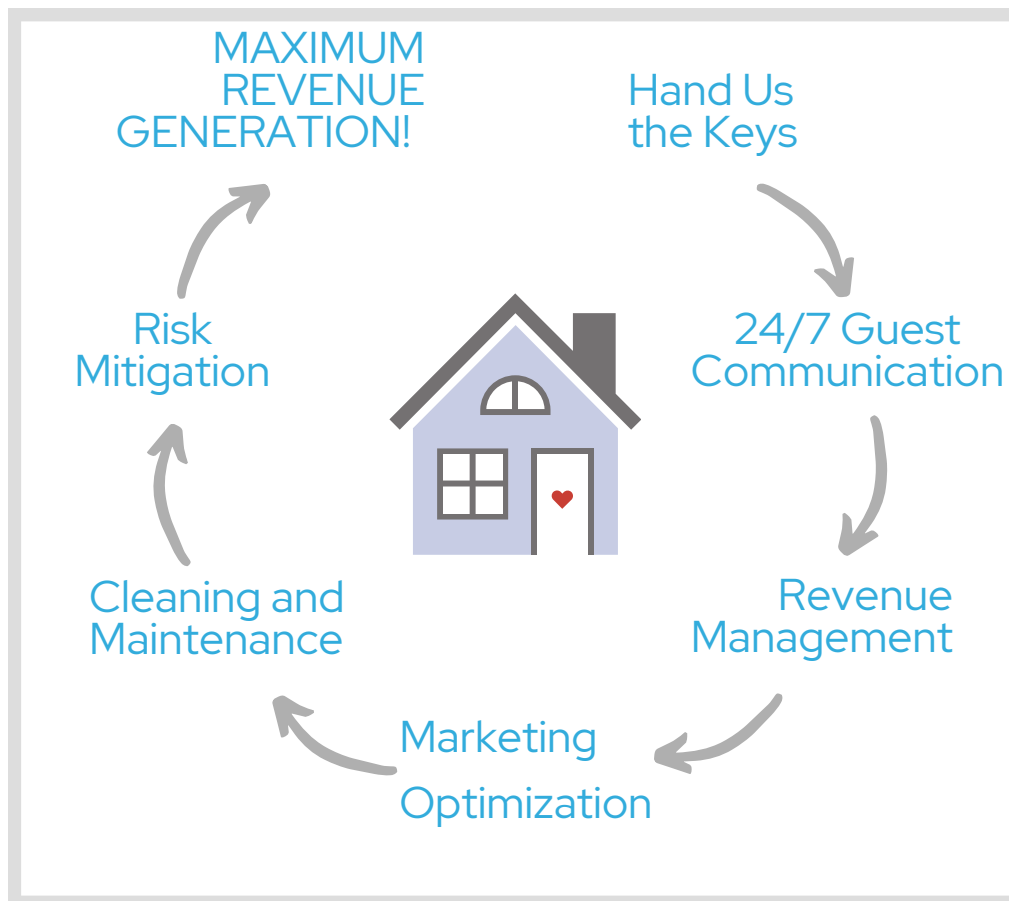 MAXIMUM
REVENUE
GENERATION!
Hand Us
the Keys
24/7 Guest
Communication
Revenue
Management
Marketing
Optimization
Cleaning and
Maintenance
Risk
Mitigation